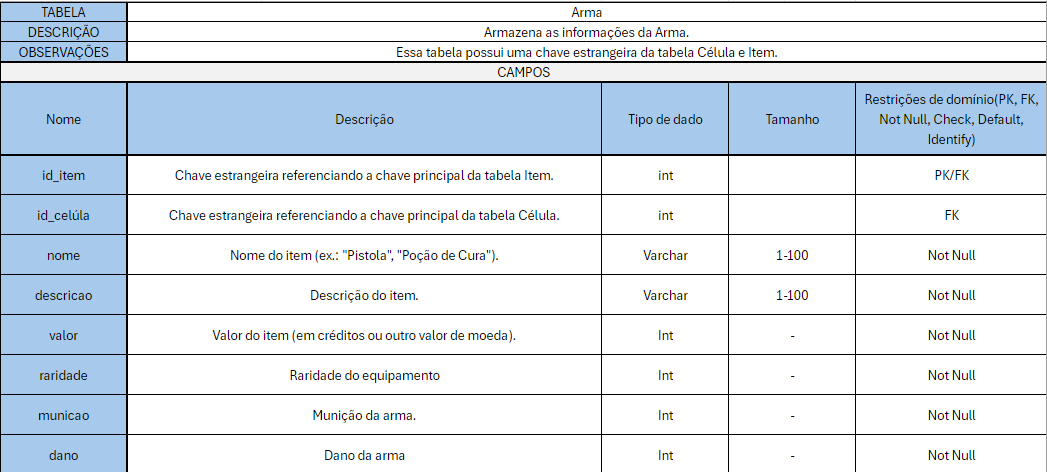 TABELA Arma
DESCRIÇÃO Armazena as informações da Arma.
OBSERVAÇÕES Essa tabela possui uma chave estrangeira da tabela Célula e Item.
CAMPOS
Nome Descrição Tipo de dado Tamanho Restrições de domínio(PK, FK,
Not Null, Check, Default,
Identify)
id_item Chave estrangeira referenciando a chave principal da tabela Item. int PK/FK
id_celúla Chave estrangeira referenciando a chave principal da tabela Célula. int FK
nome Nome do item (ex.: "Pistola", "Poção de Cura"). Varchar 1-100 Not Null
descricao Descrição do item. Varchar 1-100 Not Null
valor Valor do item (em créditos ou outro valor de moeda). Int - Not Null
raridade Raridade do equipamento Int - Not Null
municao Munição da arma. Int - Not Null
dano Dano da arma Int - Not Null